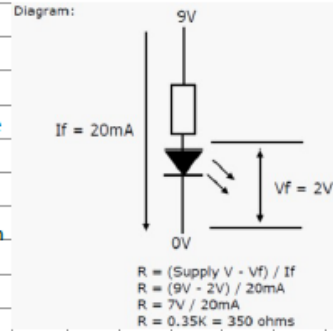 Diagram:
9V
If = 20mA
Vf = 2V
0V
R = (Supply V - Vf) / If
R = (9V - 2V) / 20mA
R = 7V / 20mA
R = 0.35K = 350 ohms